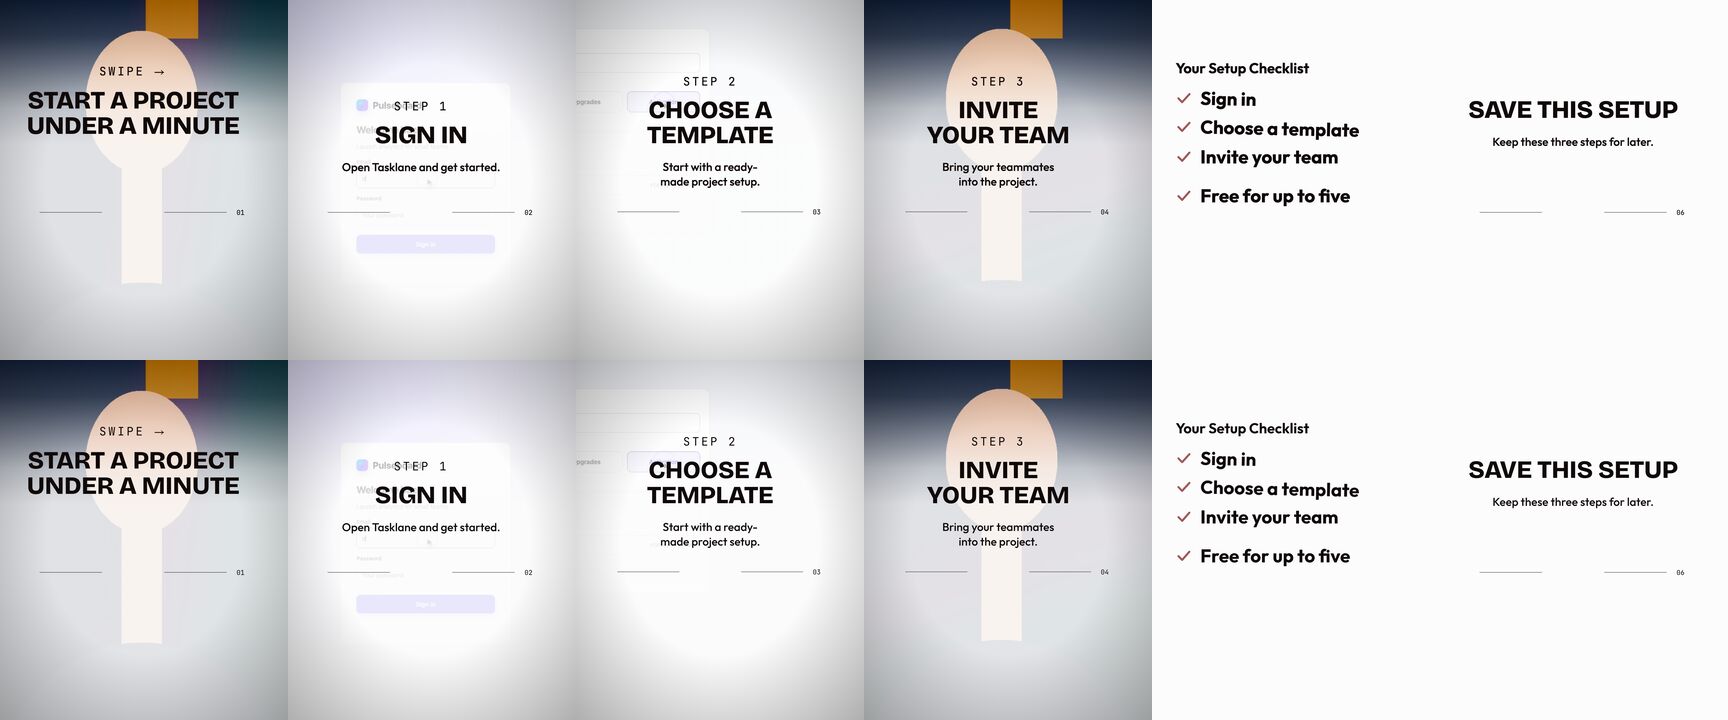 SWIPE →
START A PROJECT
UNDER A MINUTE
01
STEP 1
SIGN IN
Open Tasklane and get started.
Password
Sign in
02
STEP 2
CHOOSE A
TEMPLATE
Start with a ready-
made project setup.
03
STEP 3
INVITE
YOUR TEAM
Bring your teammates
into the project.
04
Your Setup Checklist
Sign in
Choose a template
Invite your team
Free for up to five
SAVE THIS SETUP
Keep these three steps for later.
06
SWIPE →
START A PROJECT
UNDER A MINUTE
01
STEP 1
SIGN IN
Open Tasklane and get started.
Password
Sign in
02
STEP 2
CHOOSE A
TEMPLATE
Start with a ready-
made project setup.
03
STEP 3
INVITE
YOUR TEAM
Bring your teammates
into the project.
04
Your Setup Checklist
Sign in
Choose a template
Invite your team
Free for up to five
SAVE THIS SETUP
Keep these three steps for later.
06